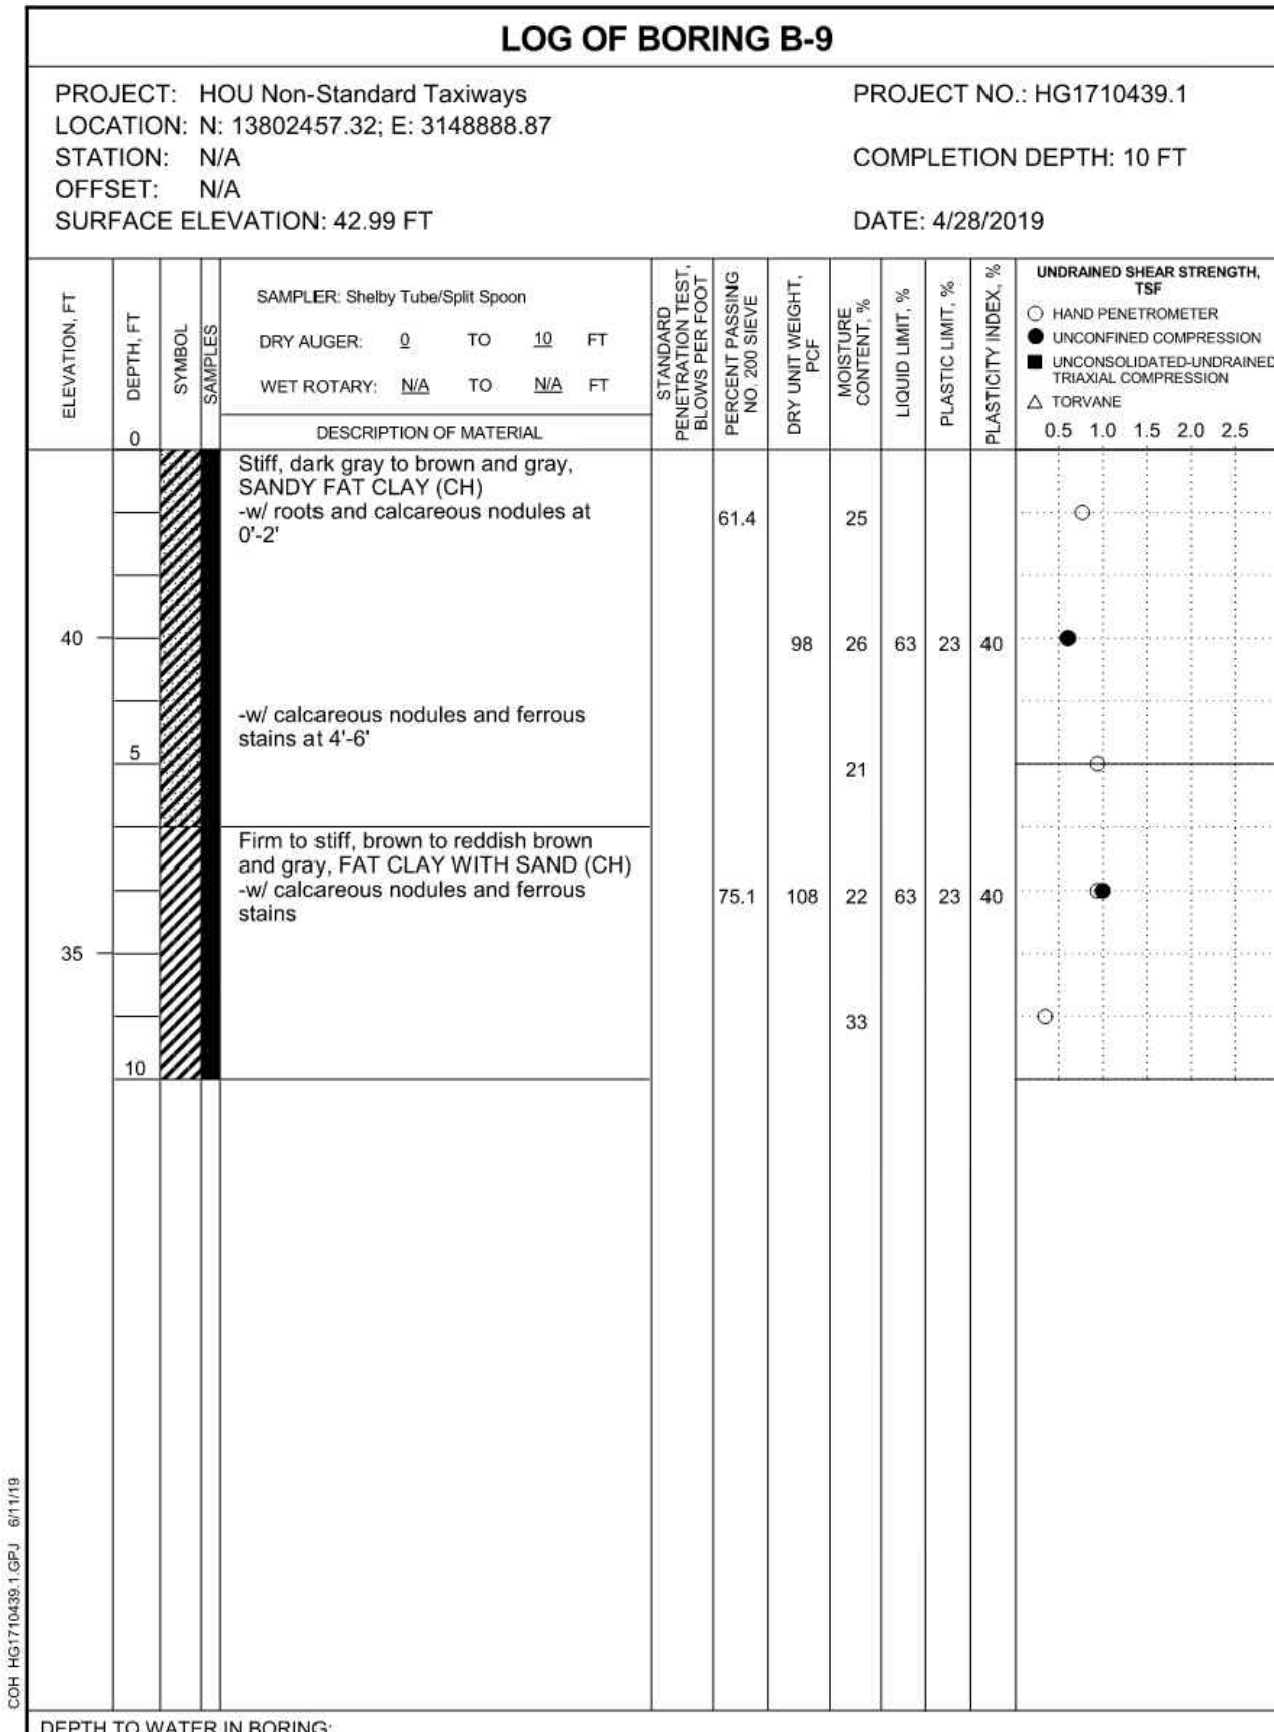 LOG OF BORING B-9
PROJECT: HOU Non-Standard Taxiways
PROJECT NO.: HG1710439.1
LOCATION: N: 13802457.32; E: 3148888.87
STATION: N/A
COMPLETION DEPTH: 10 FT
OFFSET: N/A
SURFACE ELEVATION: 42.99 FT
DATE: 4/28/2019
ELEVATION, FT
DEPTH, FT
SYMBOL
SAMPLES
SAMPLER: Shelby Tube/Split Spoon
DRY AUGER: 0 TO 10 FT
WET ROTARY: N/A TO N/A FT
DESCRIPTION OF MATERIAL
STANDARD
PENETRATION TEST,
BLOWS PER FOOT
PERCENT PASSING
NO. 200 SIEVE
DRY UNIT WEIGHT,
PCF
MOISTURE
CONTENT, %
LIQUID LIMIT, %
PLASTIC LIMIT, %
PLASTICITY INDEX, %
UNDRAINED SHEAR STRENGTH,
TSF
HAND PENETROMETER
UNCONFINED COMPRESSION
UNCONSOLIDATED-UNDRAINED
TRIAXIAL COMPRESSION
TORVANE
0.5 1.0 1.5 2.0 2.5
0
Stiff, dark gray to brown and gray,
SANDY FAT CLAY (CH)
-w/ roots and calcareous nodules at
0'-2'
61.4 25
40
98 26 63 23 40
-w/ calcareous nodules and ferrous
stains at 4'-6'
5
21
Firm to stiff, brown to reddish brown
and gray, FAT CLAY WITH SAND (CH)
-w/ calcareous nodules and ferrous
stains
75.1 108 22 63 23 40
35
33
10
COH HG1710439.1.GPJ 6/11/19
DEPTH TO WATER IN BORING: